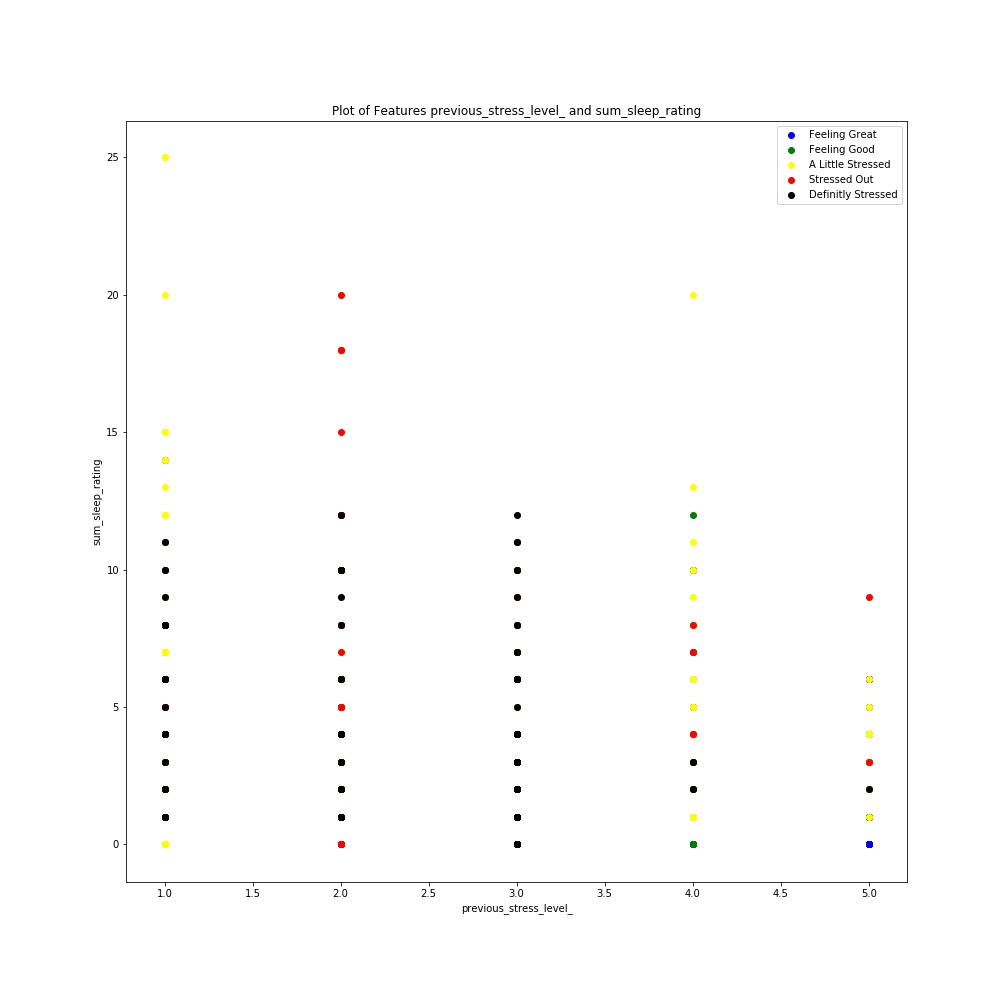 Plot of Features previous_stress_level_ and sum_sleep_rating
Feeling Great
Feeling Good
A Little Stressed
Stressed Out
Definitly Stressed
25
20
15
10
5
0
sum_sleep_rating
1.0 1.5 2.0 2.5 3.0 3.5 4.0 4.5 5.0
previous_stress_level_